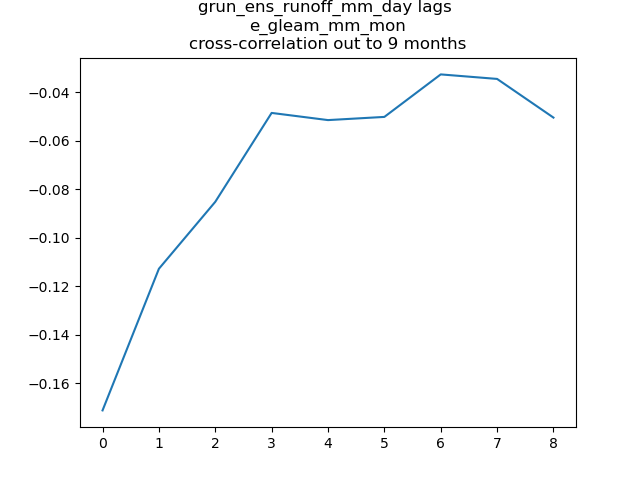 grun_ens_runoff_mm_day lags
e_gleam_mm_mon
cross-correlation out to 9 months
−0.04
−0.06
−0.08
−0.10
−0.12
−0.14
−0.16
0 1 2 3 4 5 6 7 8